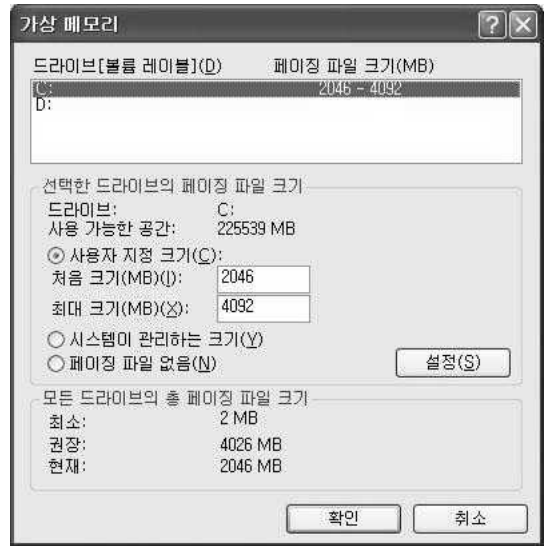 가상 메모리
드라이브[볼륨 레이블](D) 페이징 파일 크기(MB)
C: 2046 - 4092
D:
선택한 드라이브의 페이징 파일 크기
드라이브: C:
사용 가능한 공간: 225539 MB
사용자 지정 크기(C):
처음 크기(MB)(I): 2046
최대 크기(MB)(X): 4092
시스템이 관리하는 크기(Y)
페이징 파일 없음(N)
설정(S)
모든 드라이브의 총 페이징 파일 크기
최소: 2 MB
권장: 4026 MB
현재: 2046 MB
확인 취소